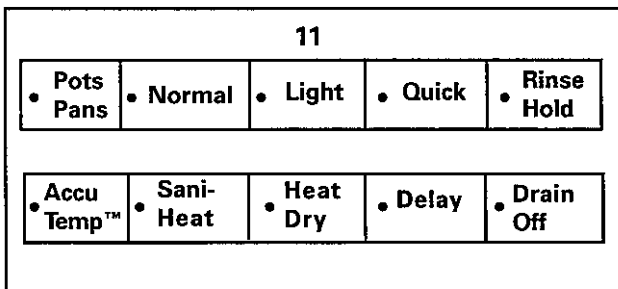 11
• Pots Pans • Normal • Light • Quick • Rinse Hold
• Accu Temp™ • Sani-Heat • Heat Dry • Delay • Drain Off